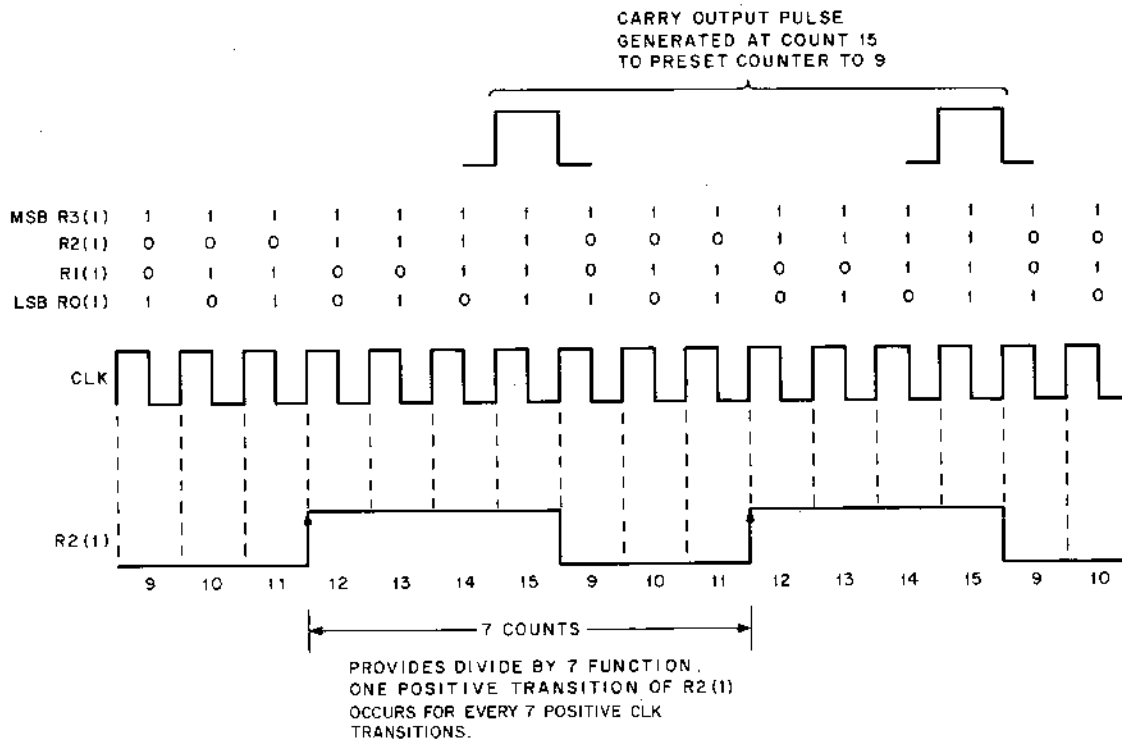 CARRY OUTPUT PULSE
GENERATED AT COUNT 15
TO PRESET COUNTER TO 9
MSB R3(1) 1 1 1 1 1 1 1 1 1 1 1 1 1 1 1 1
R2(1) 0 0 0 1 1 1 1 0 0 0 1 1 1 1 0 0
R1(1) 0 1 1 0 0 1 1 0 1 1 0 0 1 1 0 1
LSB R0(1) 1 0 1 0 1 0 1 1 0 1 0 1 0 1 1 0
CLK
R2(1)
9 10 11 12 13 14 15 9 10 11 12 13 14 15 9 10
7 COUNTS
PROVIDES DIVIDE BY 7 FUNCTION.
ONE POSITIVE TRANSITION OF R2(1)
OCCURS FOR EVERY 7 POSITIVE CLK
TRANSITIONS.